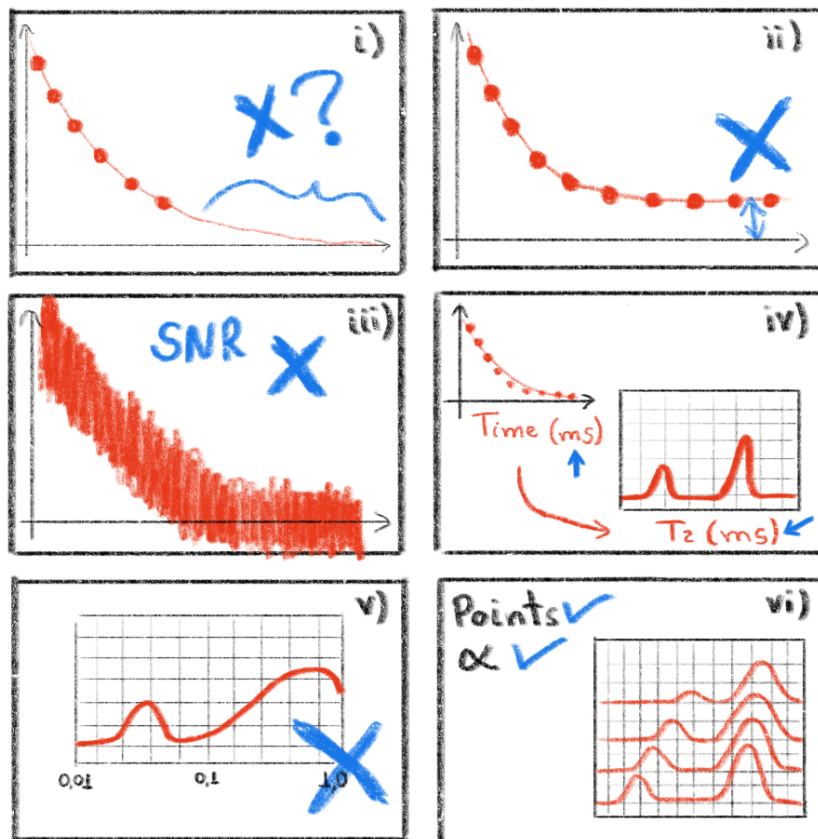 i)
X?
ii)
SNR
iii)
iv)
Time (ms)
T₂ (ms)
v)
0,01
0,1
1,0
Points ✓
α ✓
vi)